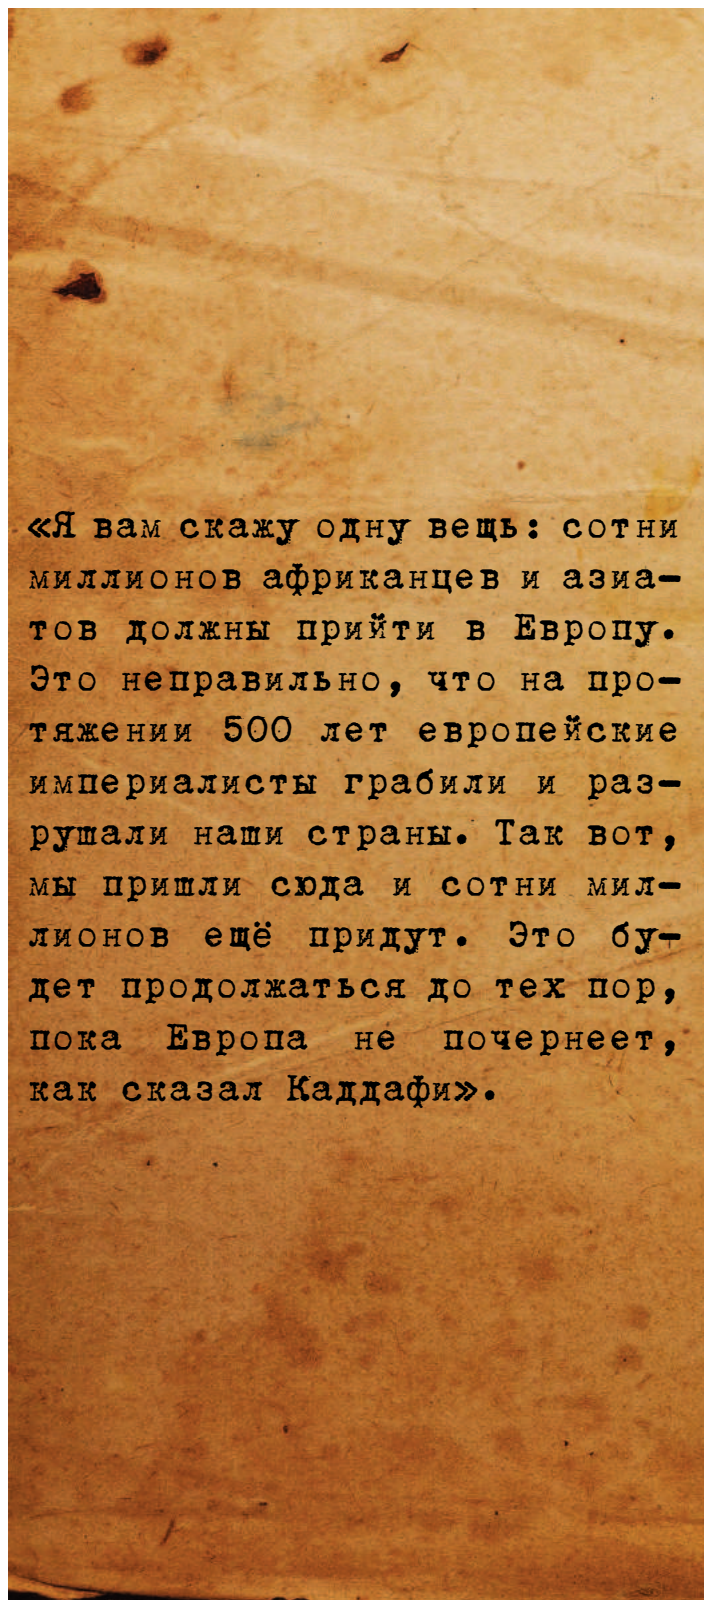 «Я вам скажу одну вещь: сотни
миллионов африканцев и азиа-
тов должны прийти в Европу.
Это неправильно, что на про-
тяжении 500 лет европейские
империалисты грабили и раз-
рушали наши страны. Так вот,
мы пришли сюда и сотни мил-
лионов ещё придут. Это бу-
дет продолжаться до тех пор,
пока Европа не почернеет,
как сказал Каддафи».